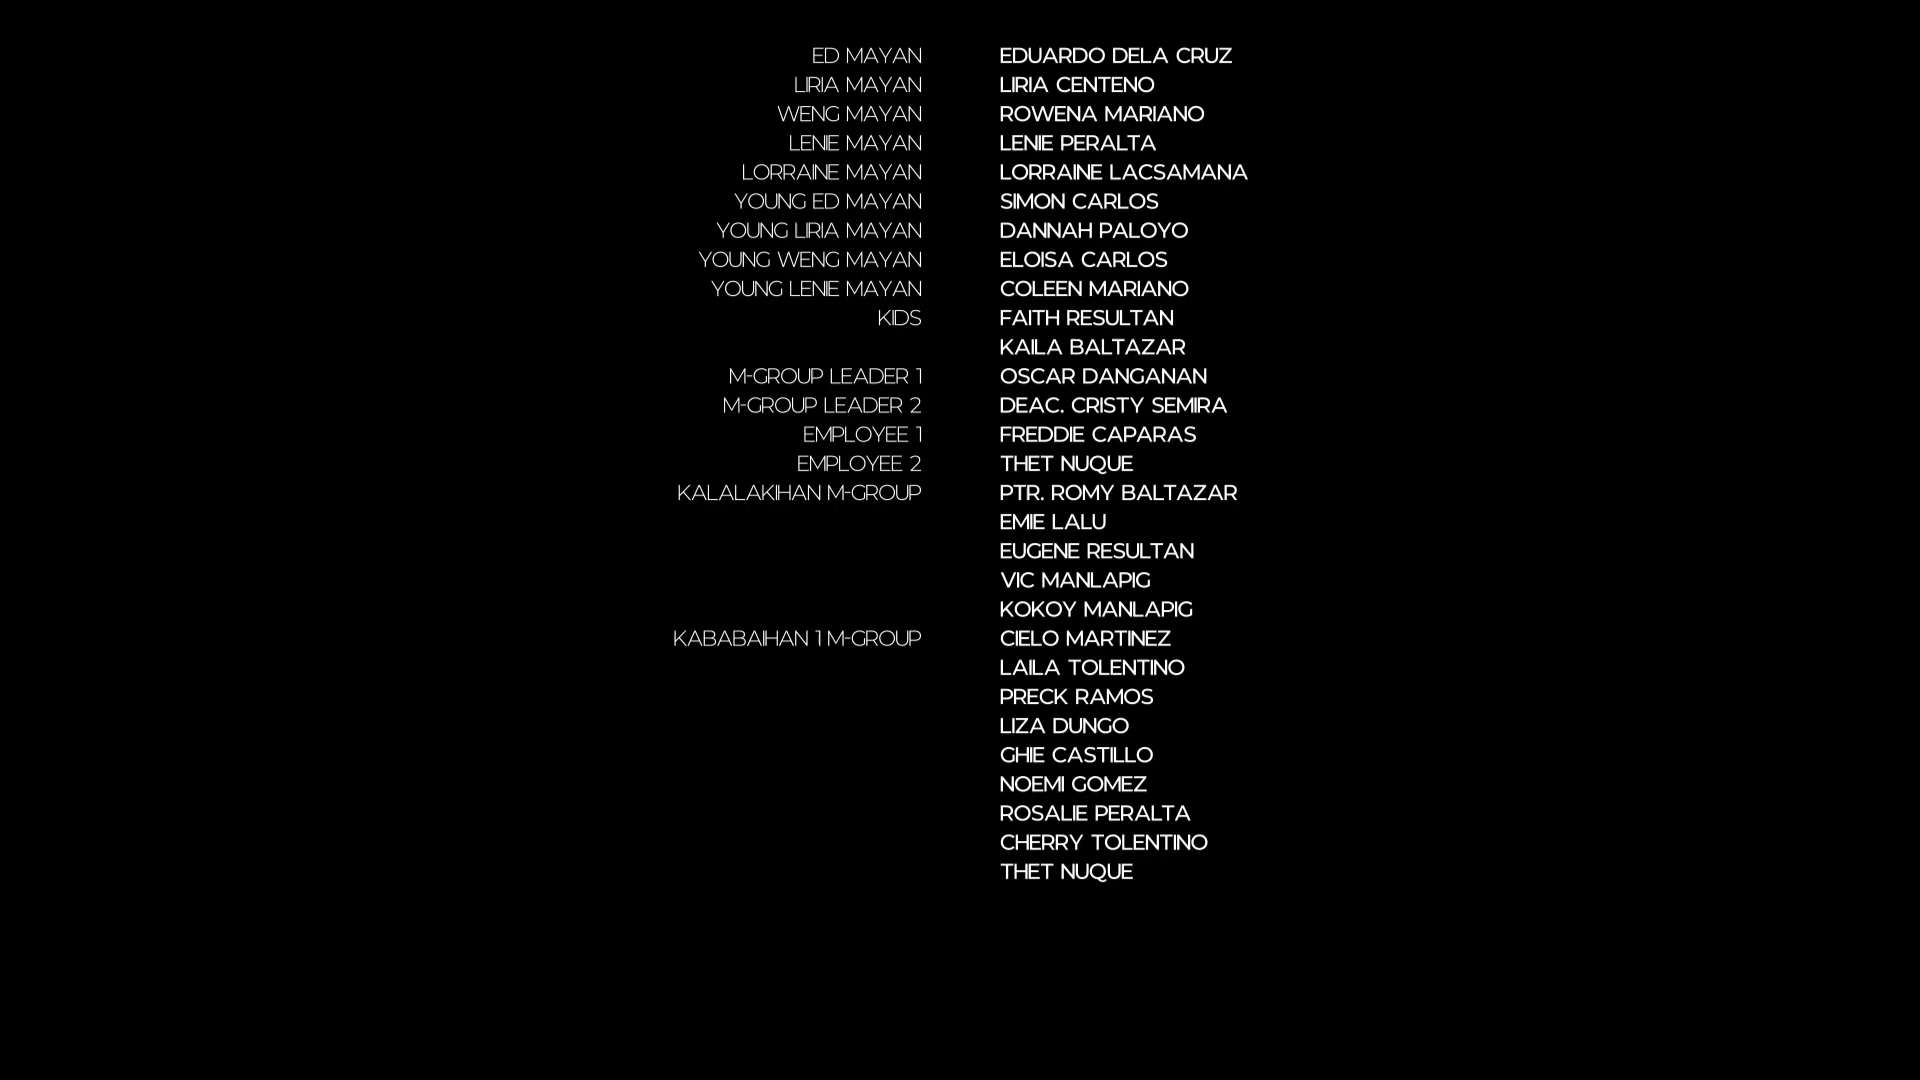 ED MAYAN EDUARDO DELA CRUZ
LIRIA MAYAN LIRIA CENTENO
WENG MAYAN ROWENA MARIANO
LENIE MAYAN LENIE PERALTA
LORRAINE MAYAN LORRAINE LACSAMANA
YOUNG ED MAYAN SIMON CARLOS
YOUNG LIRIA MAYAN DANNAH PALOYO
YOUNG WENG MAYAN ELOISA CARLOS
YOUNG LENIE MAYAN COLEEN MARIANO
KIDS FAITH RESULTAN
KAILA BALTAZAR
M-GROUP LEADER 1 OSCAR DANGANAN
M-GROUP LEADER 2 DEAC. CRISTY SEMIRA
EMPLOYEE 1 FREDDIE CAPARAS
EMPLOYEE 2 THET NUQUE
KALALAKIHAN M-GROUP PTR. ROMY BALTAZAR
EMIE LALU
EUGENE RESULTAN
VIC MANLAPIG
KOKOY MANLAPIG
KABABAIHAN 1 M-GROUP CIELO MARTINEZ
LAILA TOLENTINO
PRECK RAMOS
LIZA DUNGO
GHIE CASTILLO
NOEMI GOMEZ
ROSALIE PERALTA
CHERRY TOLENTINO
THET NUQUE